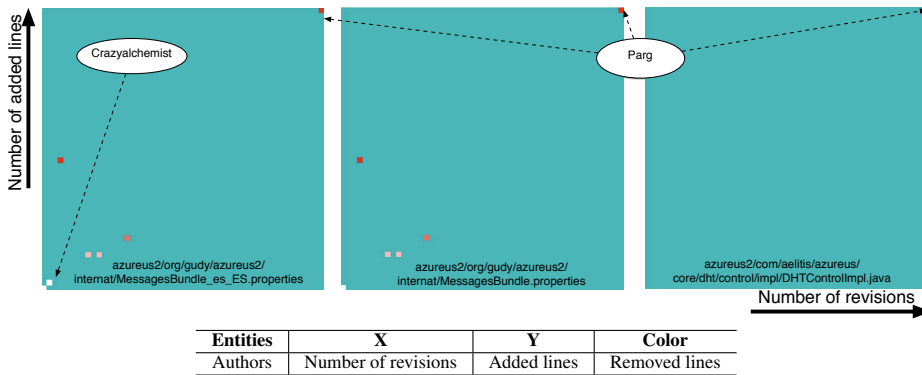 Number of added lines
Crazyalchemist
Parg
azureus2/org/gudy/azureus2/
internat/MessagesBundle_es_ES.properties
azureus2/org/gudy/azureus2/
internat/MessagesBundle.properties
azureus2/com/aelitis/azureus/
core/dht/control/impl/DHTControlImpl.java
Number of revisions
Entities X Y Color
Authors Number of revisions Added lines Removed lines